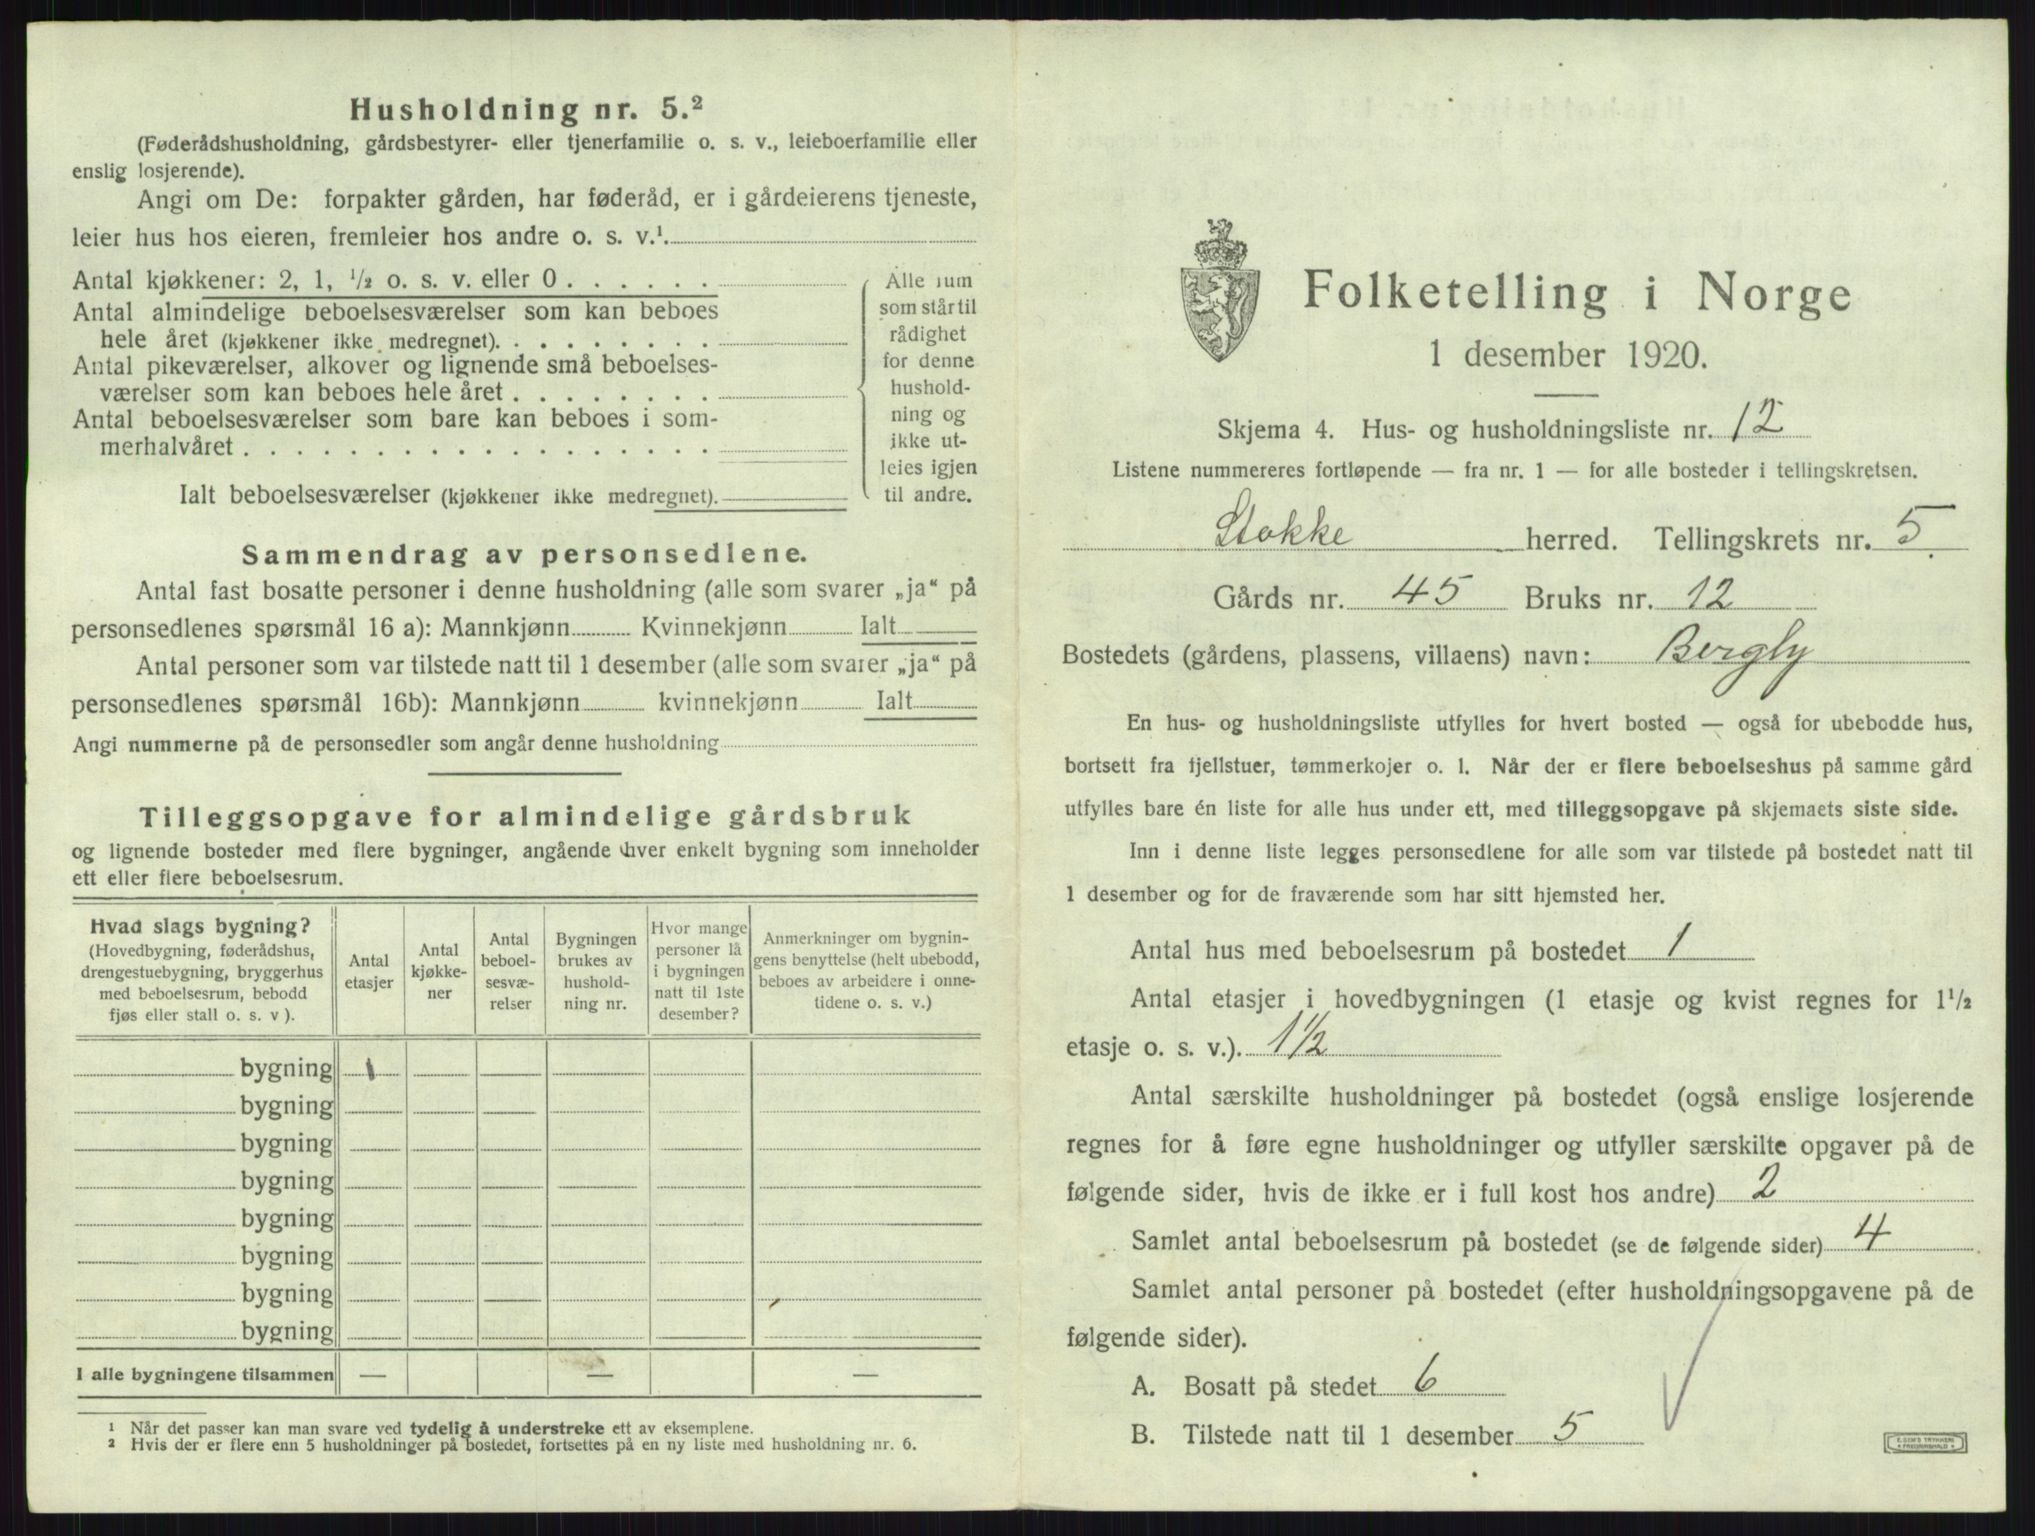 Husholdning nr. 5.²
(Føderådshusholdning, gårdsbestyrer- eller tjenerfamilie o. s. v., leieboerfamilie eller
enslig losjerende).
Angi om De: forpakter gården, har føderåd, er i gårdeierens tjeneste,
leier hus hos eieren, fremleier hos andre o. s. v.¹.
Antal kjøkkener: 2, 1, ¹/₂ o. s. v. eller 0 . . . . . .
Antal almindelige beboelsesværelser som kan beboes
hele året (kjøkkener ikke medregnet). . . . . . . . .
Antal pikeværelser, alkover og lignende små beboelses-
værelser som kan beboes hele året . . . . . . . .
Antal beboelsesværelser som bare kan beboes i som-
merhalvåret . . . . . . . . . . . . . . . . . .
Ialt beboelsesværelser (kjøkkener ikke medregnet).
Alle rum
som står til
rådighet
for denne
hushold-
ning og
ikke ut-
leies igjen
til andre.
Sammendrag av personsedlene.
Antal fast bosatte personer i denne husholdning (alle som svarer „ja“ på
personsedlenes spørsmål 16 a): Mannkjønn Kvinnekjønn Ialt
Antal personer som var tilstede natt til 1 desember (alle som svarer „ja“ på
personsedlenes spørsmål 16b): Mannkjønn kvinnekjønn Ialt
Angi nummerne på de personsedler som angår denne husholdning
Tilleggsopgave for almindelige gårdsbruk
og lignende bosteder med flere bygninger, angående hver enkelt bygning som inneholder
ett eller flere beboelsesrum.
Hvad slags bygning?
(Hovedbygning, føderådshus,
drengestuebygning, bryggerhus
med beboelsesrum, bebodd
fjøs eller stall o. s. v ).
Antal
etasjer
Antal
kjøkke-
ner
Antal
beboel-
sesvæ-
relser
Bygningen
brukes av
hushold-
ning nr.
Hvor mange
personer lå
i bygningen
natt til 1ste
desember?
Anmerkninger om bygnin-
gens benyttelse (helt ubebodd,
beboes av arbeidere i onne-
tidene o. s. v.)
bygning 1
bygning
bygning
bygning
bygning
bygning
bygning
bygning
I alle bygningene tilsammen — — —
¹ Når det passer kan man svare ved tydelig å understreke ett av eksemplene.
² Hvis der er flere enn 5 husholdninger på bostedet, fortsettes på en ny liste med husholdning nr. 6.
Folketelling i Norge
1 desember 1920.
Skjema 4. Hus- og husholdningsliste nr. 12
Listene nummereres fortløpende — fra nr. 1 — for alle bosteder i tellingskretsen.
Stokke herred. Tellingskrets nr. 5.
Gårds nr. 45 Bruks nr. 12
Bostedets (gårdens, plassens, villaens) navn: Bergly
En hus- og husholdningsliste utfylles for hvert bosted — også for ubebodde hus,
bortsett fra fjellstuer, tømmerkojer o. l. Når der er flere beboelseshus på samme gård
utfylles bare én liste for alle hus under ett, med tilleggsopgave på skjemaets siste side.
Inn i denne liste legges personsedlene for alle som var tilstede på bostedet natt til
1 desember og for de fraværende som har sitt hjemsted her.
Antal hus med beboelsesrum på bostedet 1
Antal etasjer i hovedbygningen (1 etasje og kvist regnes for 1¹/₂
etasje o. s. v.). 1½
Antal særskilte husholdninger på bostedet (også enslige losjerende
regnes for å føre egne husholdninger og utfyller særskilte opgaver på de
følgende sider, hvis de ikke er i full kost hos andre) 2
Samlet antal beboelsesrum på bostedet (se de følgende sider) 4
Samlet antal personer på bostedet (efter husholdningsopgavene på de
følgende sider).
A. Bosatt på stedet 6
B. Tilstede natt til 1 desember 5